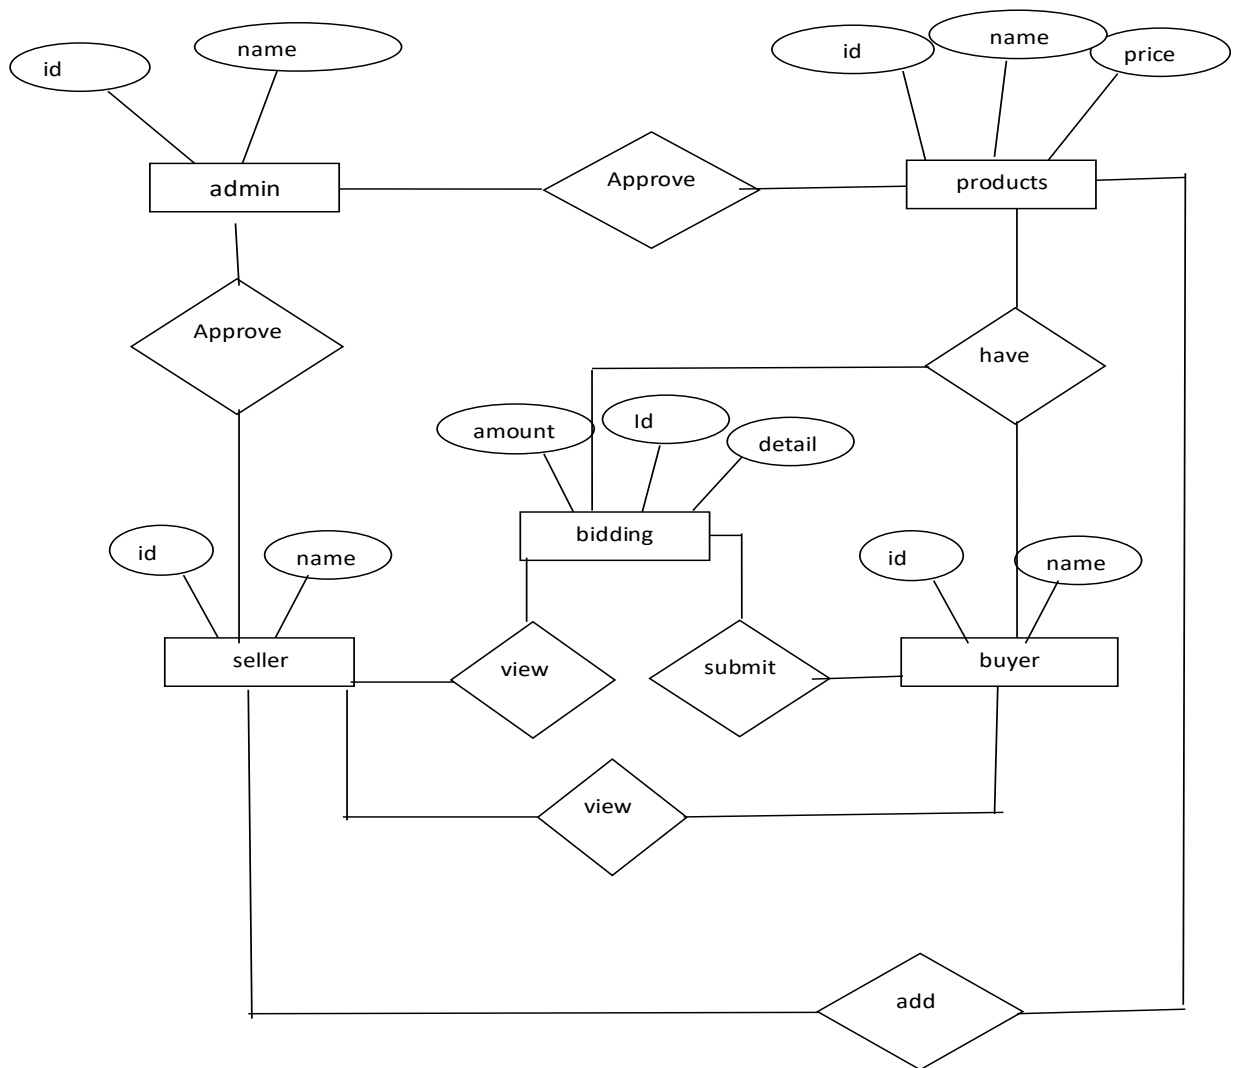 id
name
id
name
price
admin
Approve
products
Approve
have
amount
Id
detail
bidding
id
name
id
name
seller
view
submit
buyer
view
add